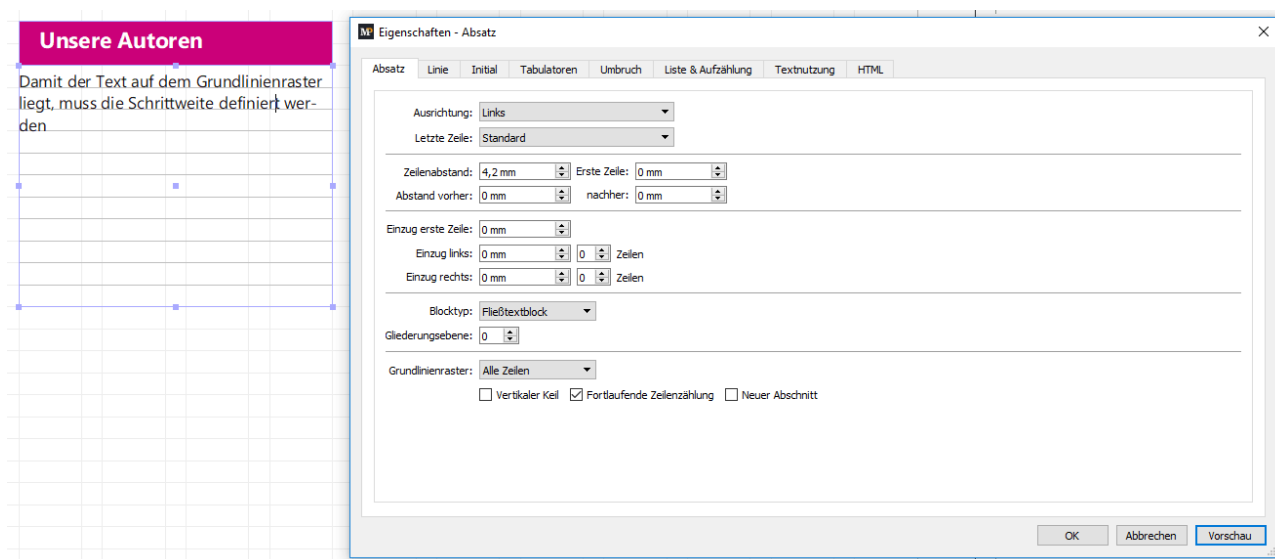 Unsere Autoren
Damit der Text auf dem Grundlinienraster
liegt, muss die Schrittweite definiert wer-
den
MP Eigenschaften - Absatz
Absatz Linie Initial Tabulatoren Umbruch Liste & Aufzählung Textnutzung HTML
Ausrichtung: Links
Letzte Zeile: Standard
Zeilenabstand: 4,2 mm Erste Zeile: 0 mm
Abstand vorher: 0 mm nachher: 0 mm
Einzug erste Zeile: 0 mm
Einzug links: 0 mm 0 Zeilen
Einzug rechts: 0 mm 0 Zeilen
Blocktyp: Fließtextblock
Gliederungsebene: 0
Grundlinienraster: Alle Zeilen
Vertikaler Keil Fortlaufende Zeilenzählung Neuer Abschnitt
OK Abbrechen Vorschau